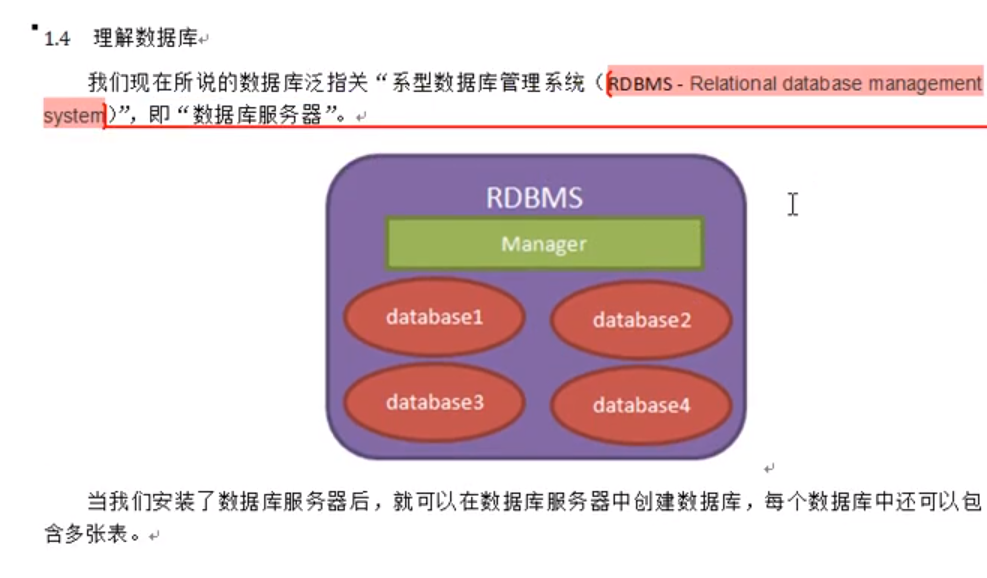 1.4 理解数据库
我们现在所说的数据库泛指关“系型数据库管理系统（RDBMS - Relational database management
system)”，即“数据库服务器”。
RDBMS
Manager
database1
database2
database3
database4
当我们安装了数据库服务器后，就可以在数据库服务器中创建数据库，每个数据库中还可以包
含多张表。